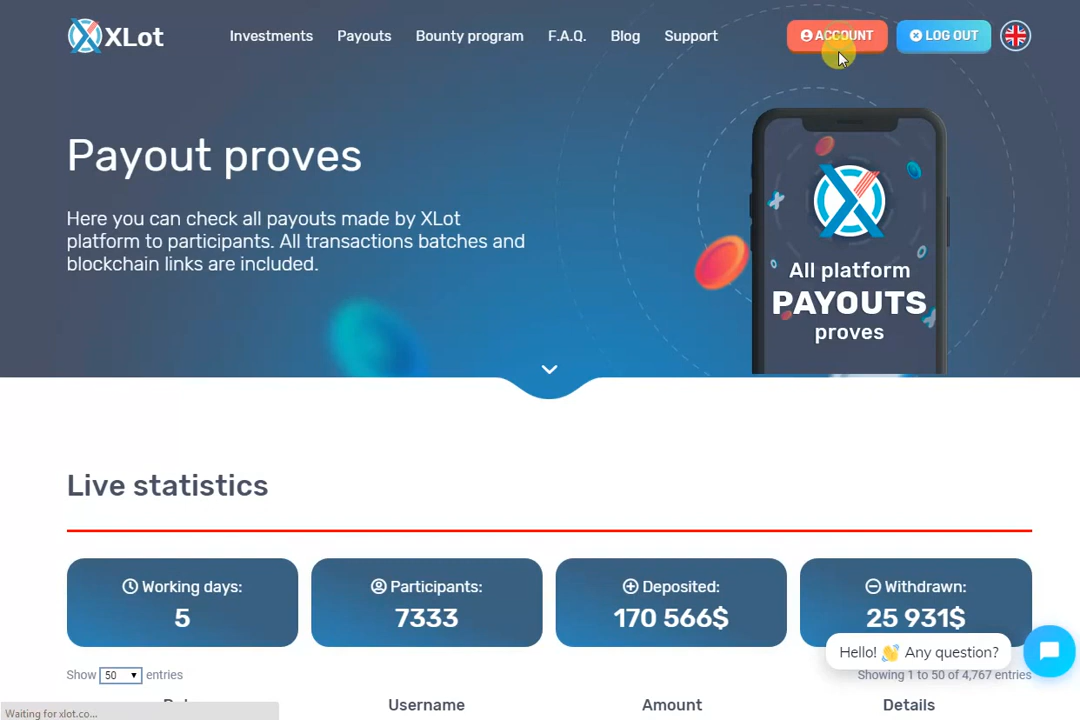 XLot
Investments
Payouts
Bounty program
F.A.Q.
Blog
Support
ACCOUNT
LOG OUT
Payout proves
Here you can check all payouts made by XLot
platform to participants. All transactions batches and
blockchain links are included.
All platform
PAYOUTS
proves
Live statistics
Working days:
5
Participants:
7333
Deposited:
170 566$
Withdrawn:
25 931$
Hello! 👋 Any question?
Show 50 entries
Showing 1 to 50 of 4,767 entries
Username
Amount
Details
Waiting for xlot.co...